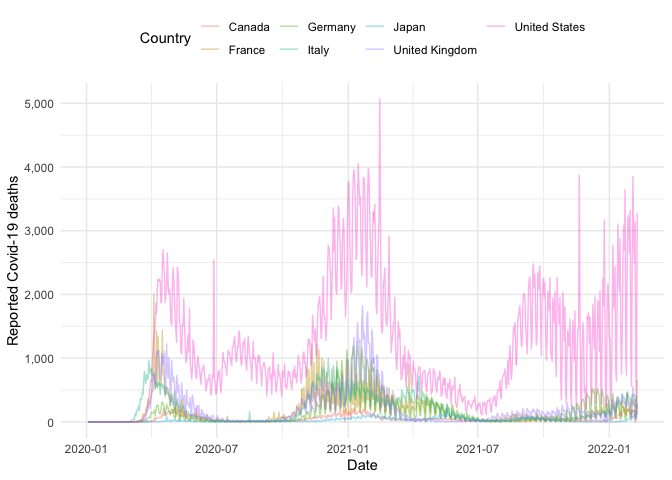 Country
Canada Germany Japan United States
France Italy United Kingdom
5,000
4,000
3,000
2,000
1,000
0
Reported Covid-19 deaths
2020-01 2020-07 2021-01 2021-07 2022-01
Date